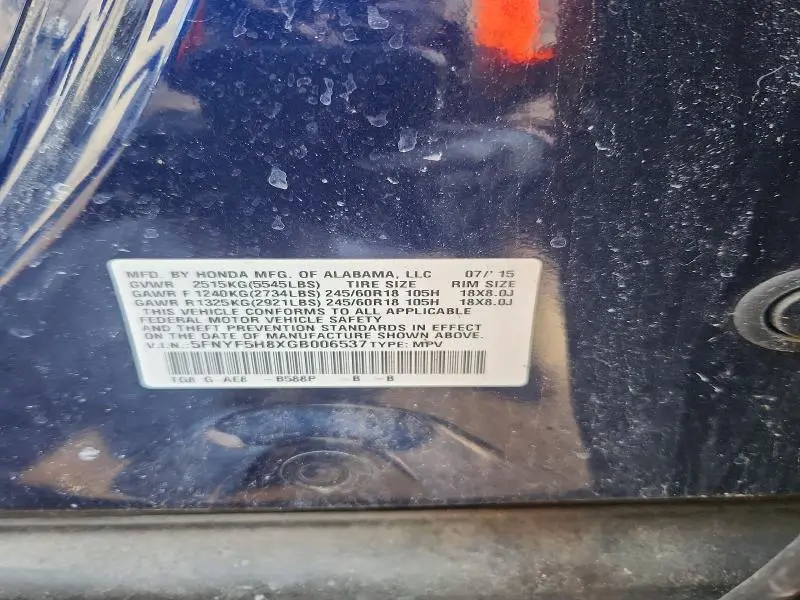 MFD. BY HONDA MFG. OF ALABAMA, LLC 07/'15
GVWR 2515KG(5545LBS) TIRE SIZE RIM SIZE
GAWR F 1240KG(2734LBS) 245/60R18 105H 18X8.0J
GAWR R 1325KG(2921LBS) 245/60R18 105H 18X8.0J
THIS VEHICLE CONFORMS TO ALL APPLICABLE
FEDERAL MOTOR VEHICLE SAFETY
AND THEFT PREVENTION STANDARDS IN EFFECT
ON THE DATE OF MANUFACTURE SHOWN ABOVE.
V.I.N.: 5FNYF5H8XGB006537 TYPE: MPV
TG8 G AE8 B588P - B - B